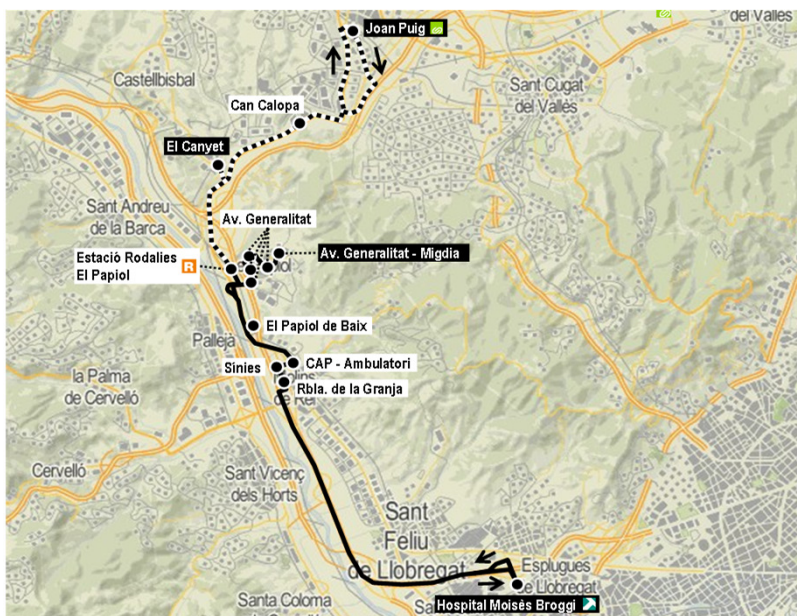 del Vallès
Joan Puig
Castellbisbal
Sant Cugat
del Vallès
Can Calopa
El Canyet
Sant Andreu
de la Barca
Av. Generalitat
Estació Rodalies
El Papiol
R
Av. Generalitat - Migdia
El Papiol de Baix
Pallejà
Sinies
CAP - Ambulatori
la Palma
de Cervelló
Rbla. de la Granja
de Rei
Cervelló
Sant Vicenç
dels Horts
Sant
Feliu
de Llobregat
Esplugues
de Llobregat
Santa Coloma
Hospital Moisès Broggi